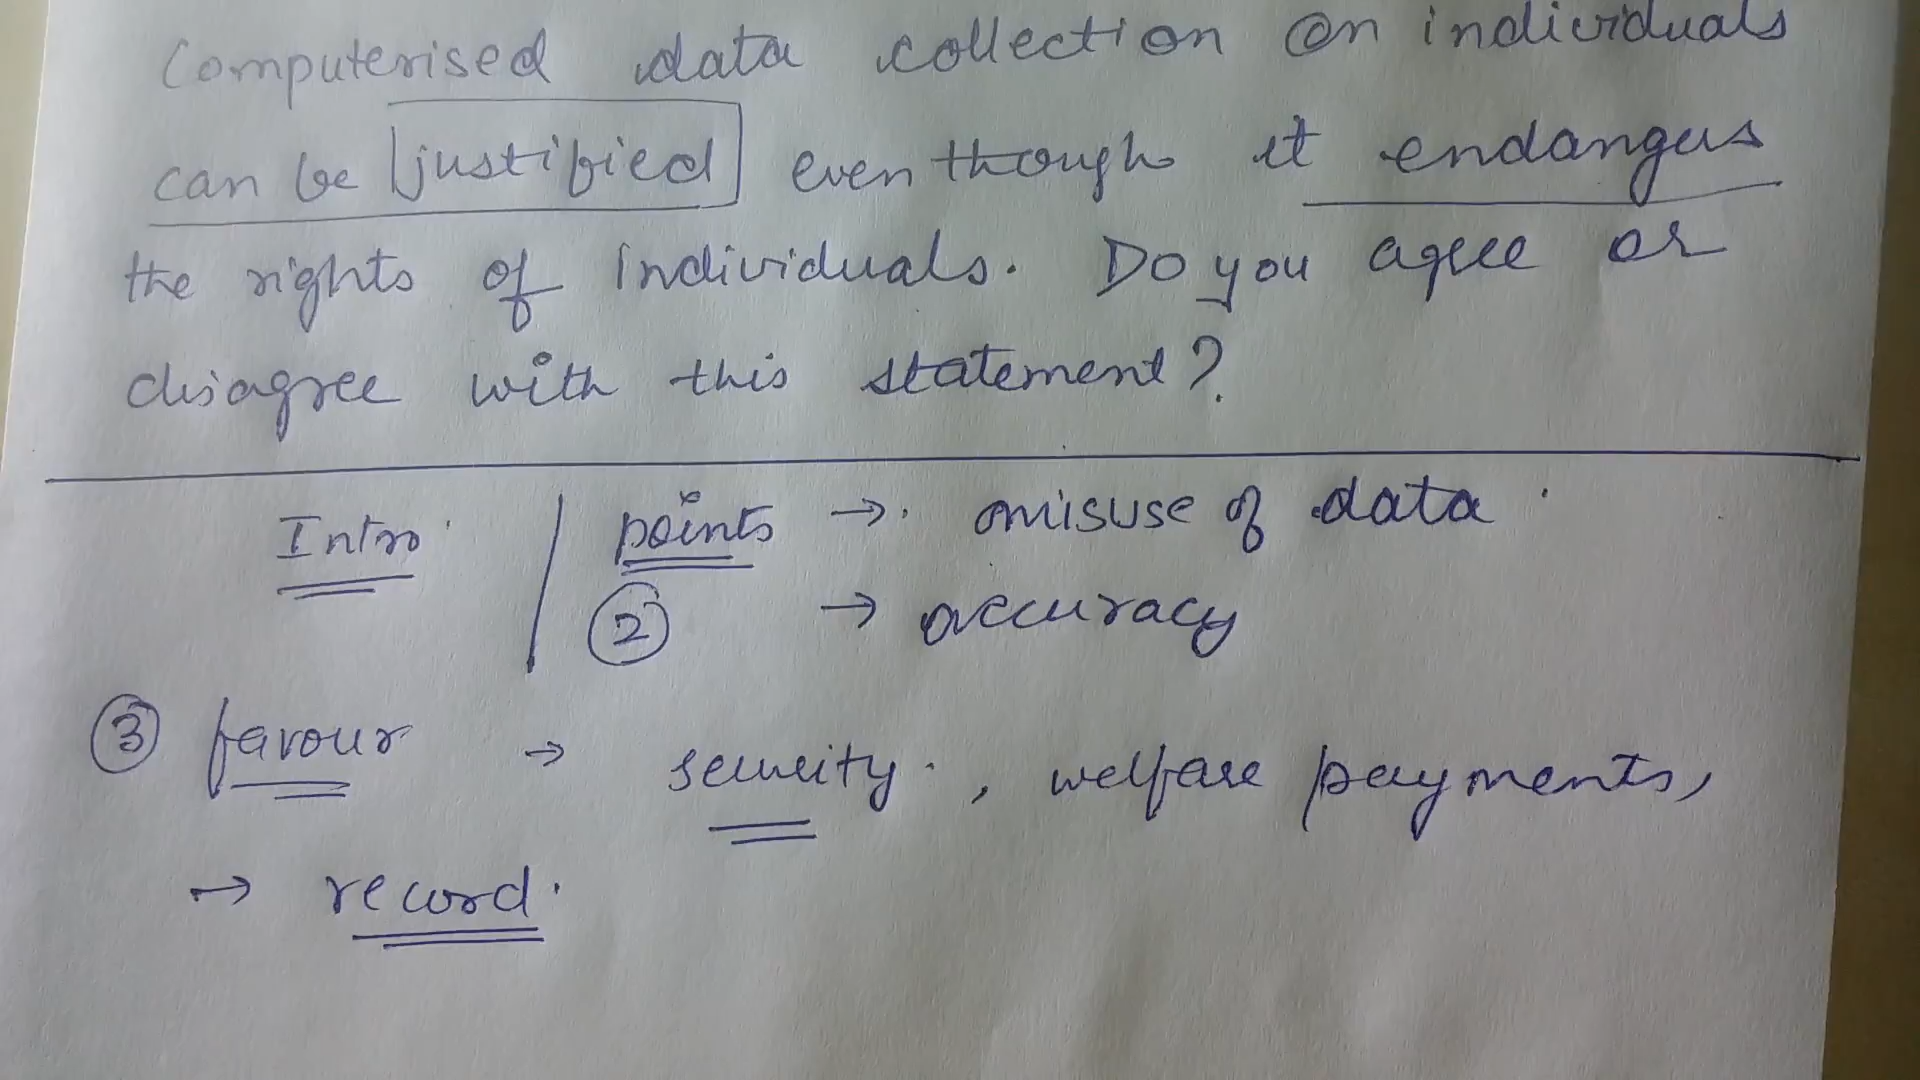 Computerised data collection on individuals
can be justified even though it endangers
the rights of individuals. Do you agree or
disagree with this statement?
Intro. / points → misuse of data.
② → accuracy
③ favour → security, welfare payments,
→ record.